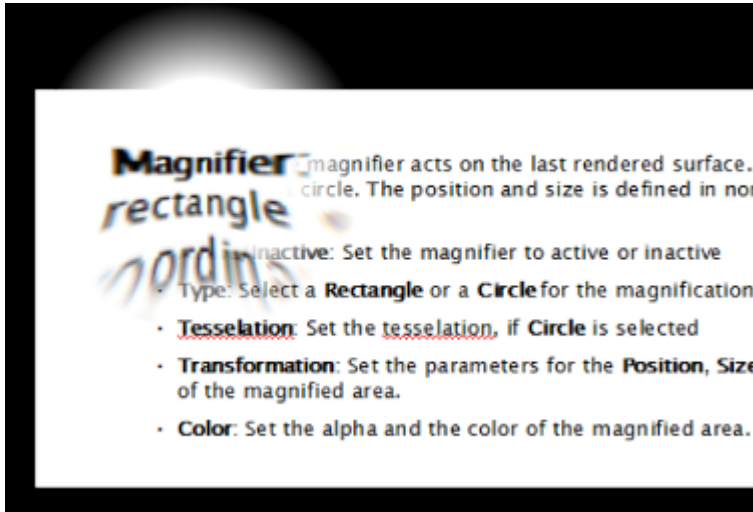 Magnifier: magnifier acts on the last rendered surface.
rectangle circle. The position and size is defined in nor
ordin
inactive: Set the magnifier to active or inactive
· Type: Select a Rectangle or a Circle for the magnification
· Tesselation: Set the tesselation, if Circle is selected
· Transformation: Set the parameters for the Position, Size
of the magnified area.
· Color: Set the alpha and the color of the magnified area.